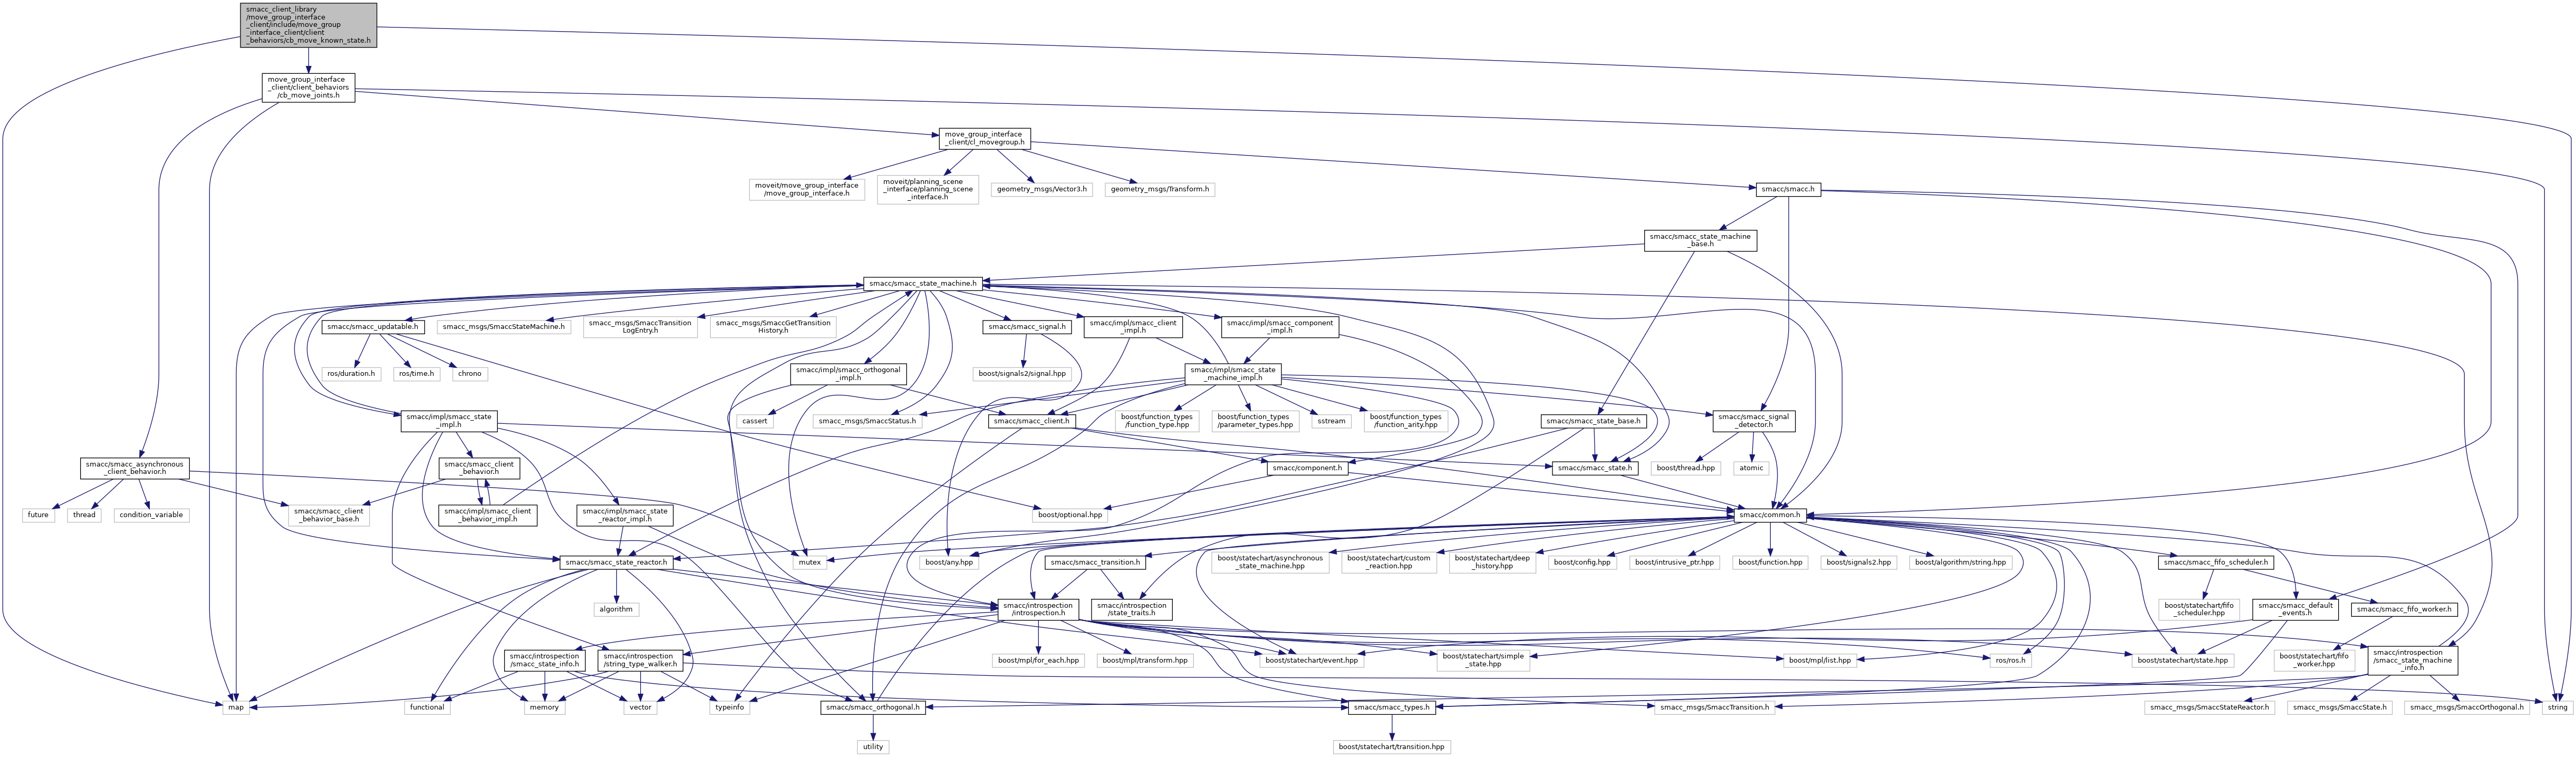 smacc_client_library
/move_group_interface
_client/include/move_group
_interface_client/client
_behaviors/cb_move_known_state.h
move_group_interface
_client/client_behaviors
/cb_move_joints.h
move_group_interface
_client/cl_movegroup.h
moveit/move_group_interface
/move_group_interface.h
moveit/planning_scene
_interface/planning_scene
_interface.h
geometry_msgs/Vector3.h
geometry_msgs/Transform.h
smacc/smacc.h
smacc/smacc_state_machine
_base.h
smacc/smacc_state_machine.h
smacc/smacc_updatable.h
smacc_msgs/SmaccStateMachine.h
smacc_msgs/SmaccTransition
LogEntry.h
smacc_msgs/SmaccGetTransition
History.h
smacc/smacc_signal.h
smacc/impl/smacc_client
_impl.h
smacc/impl/smacc_component
_impl.h
ros/duration.h
ros/time.h
chrono
smacc/impl/smacc_orthogonal
_impl.h
boost/signals2/signal.hpp
smacc/impl/smacc_state
_machine_impl.h
smacc/impl/smacc_state
_impl.h
cassert
smacc_msgs/SmaccStatus.h
smacc/smacc_client.h
boost/function_types
/function_type.hpp
boost/function_types
/parameter_types.hpp
sstream
boost/function_types
/function_arity.hpp
smacc/smacc_state_base.h
smacc/smacc_signal
_detector.h
smacc/smacc_asynchronous
_client_behavior.h
smacc/smacc_client
_behavior.h
smacc/component.h
smacc/smacc_state.h
boost/thread.hpp
atomic
future
thread
condition_variable
smacc/smacc_client
_behavior_base.h
smacc/impl/smacc_client
_behavior_impl.h
smacc/impl/smacc_state
_reactor_impl.h
boost/optional.hpp
smacc/common.h
smacc/smacc_state_reactor.h
mutex
boost/any.hpp
smacc/smacc_transition.h
boost/statechart/asynchronous
_state_machine.hpp
boost/statechart/custom
_reaction.hpp
boost/statechart/deep
_history.hpp
boost/config.hpp
boost/intrusive_ptr.hpp
boost/function.hpp
boost/signals2.hpp
boost/algorithm/string.hpp
smacc/smacc_fifo_scheduler.h
algorithm
smacc/introspection
/introspection.h
smacc/introspection
/state_traits.h
boost/statechart/fifo
_scheduler.hpp
smacc/smacc_default
_events.h
smacc/smacc_fifo_worker.h
smacc/introspection
/smacc_state_info.h
smacc/introspection
/string_type_walker.h
boost/mpl/for_each.hpp
boost/mpl/transform.hpp
boost/statechart/event.hpp
boost/statechart/simple
_state.hpp
boost/mpl/list.hpp
ros/ros.h
boost/statechart/state.hpp
boost/statechart/fifo
_worker.hpp
smacc/introspection
/smacc_state_machine
_info.h
map
functional
memory
vector
typeinfo
smacc/smacc_orthogonal.h
smacc/smacc_types.h
smacc_msgs/SmaccTransition.h
smacc_msgs/SmaccStateReactor.h
smacc_msgs/SmaccState.h
smacc_msgs/SmaccOrthogonal.h
string
utility
boost/statechart/transition.hpp